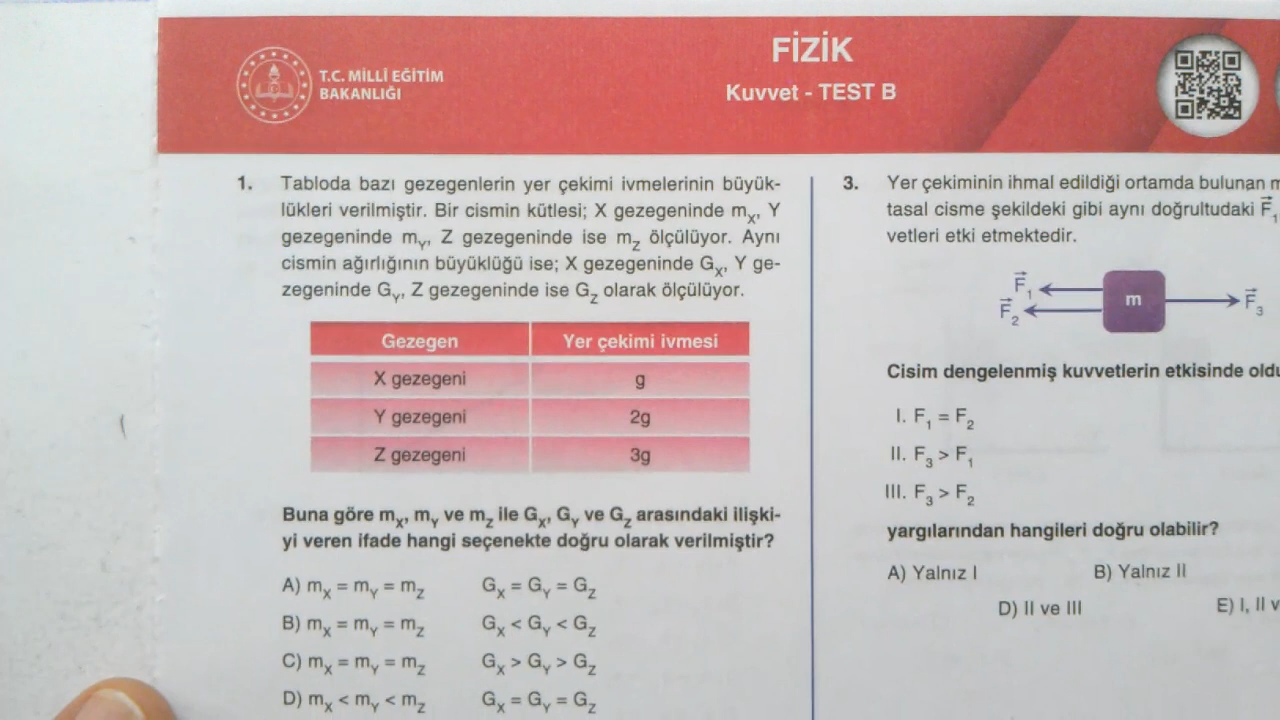 T.C. MİLLÎ EĞİTİM
BAKANLIĞI
FİZİK
Kuvvet - TEST B
1. Tabloda bazı gezegenlerin yer çekimi ivmelerinin büyük-
lükleri verilmiştir. Bir cismin kütlesi; X gezegeninde mX, Y
gezegeninde mY, Z gezegeninde ise mZ ölçülüyor. Aynı
cismin ağırlığının büyüklüğü ise; X gezegeninde GX, Y ge-
zegeninde GY, Z gezegeninde ise GZ olarak ölçülüyor.
Gezegen Yer çekimi ivmesi
X gezegeni g
Y gezegeni 2g
Z gezegeni 3g
Buna göre mX, mY ve mZ ile GX, GY ve GZ arasındaki ilişki-
yi veren ifade hangi seçenekte doğru olarak verilmiştir?
A) mX = mY = mZ GX = GY = GZ
B) mX = mY = mZ GX < GY < GZ
C) mX = mY = mZ GX > GY > GZ
D) mX < mY < mZ GX = GY = GZ
3. Yer çekiminin ihmal edildiği ortamda bulunan
tasal cisme şekildeki gibi aynı doğrultudaki F1
vetleri etki etmektedir.
F1
F2
m
F3
Cisim dengelenmiş kuvvetlerin etkisinde
I. F1 = F2
II. F3 > F1
III. F3 > F2
yargılarından hangileri doğru olabilir?
A) Yalnız I B) Yalnız II
D) II ve III E) I, II